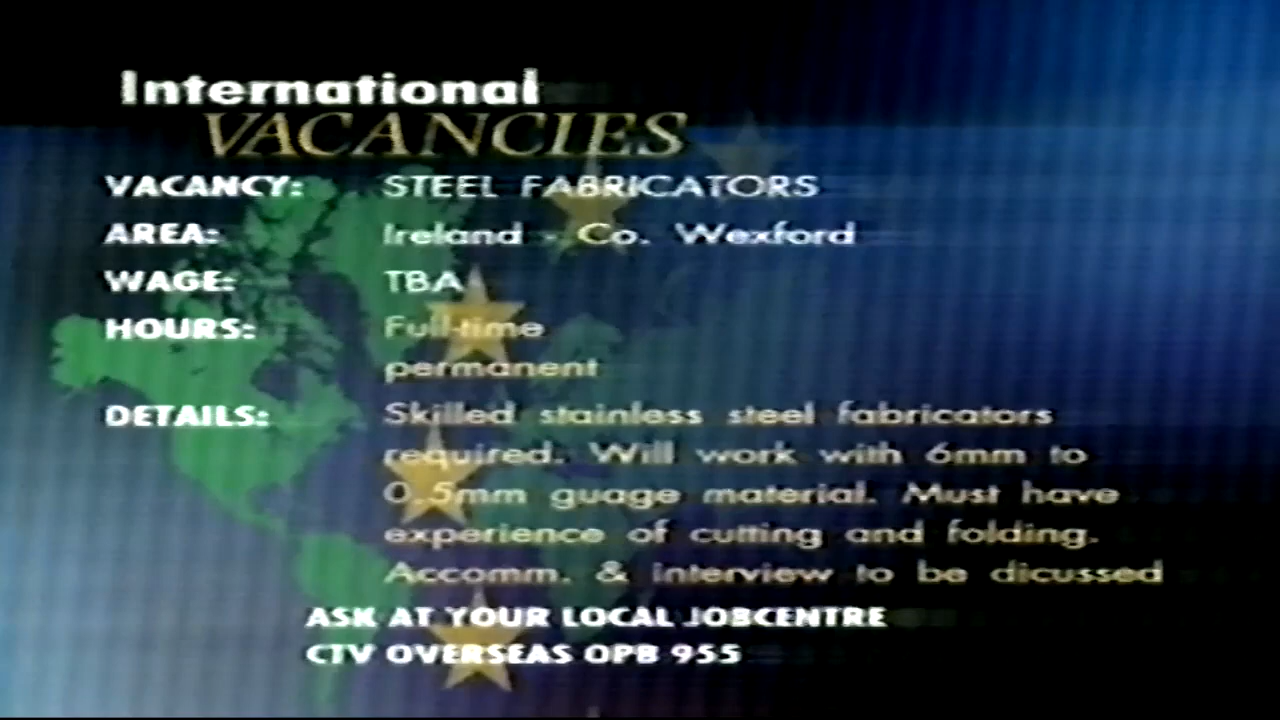 International
VACANCIES
VACANCY: STEEL FABRICATORS
AREA: Ireland - Co. Wexford
WAGE: TBA
HOURS: Full-time
permanent
DETAILS: Skilled stainless steel fabricators
required. Will work with 6mm to
0.5mm guage material. Must have
experience of cutting and folding.
Accomm. & interview to be dicussed
ASK AT YOUR LOCAL JOBCENTRE
CTV OVERSEAS OPB 955